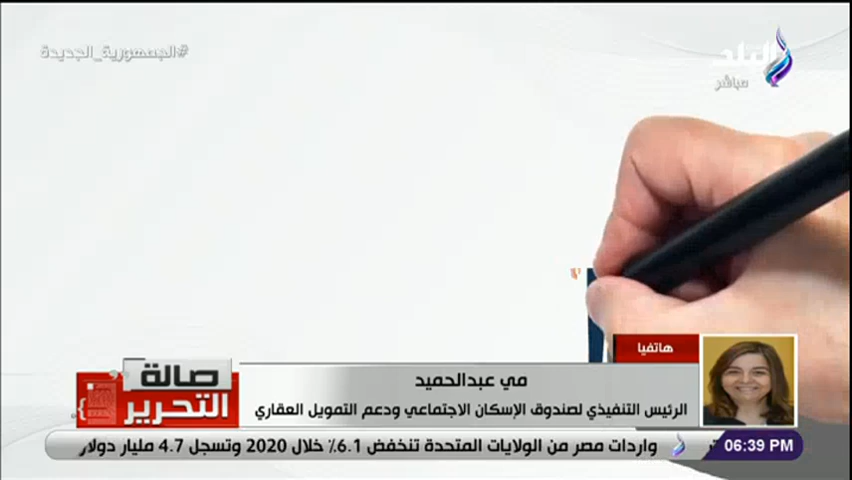 #الجمهورية_الجديدة
البلد
مباشر
هاتفيا
مي عبدالحميد
الرئيس التنفيذي لصندوق الإسكان الاجتماعي ودعم التمويل العقاري
صالة
التحرير
واردات مصر من الولايات المتحدة تنخفض 6.1% خلال 2020 وتسجل 4.7 مليار دولار
06:39 PM